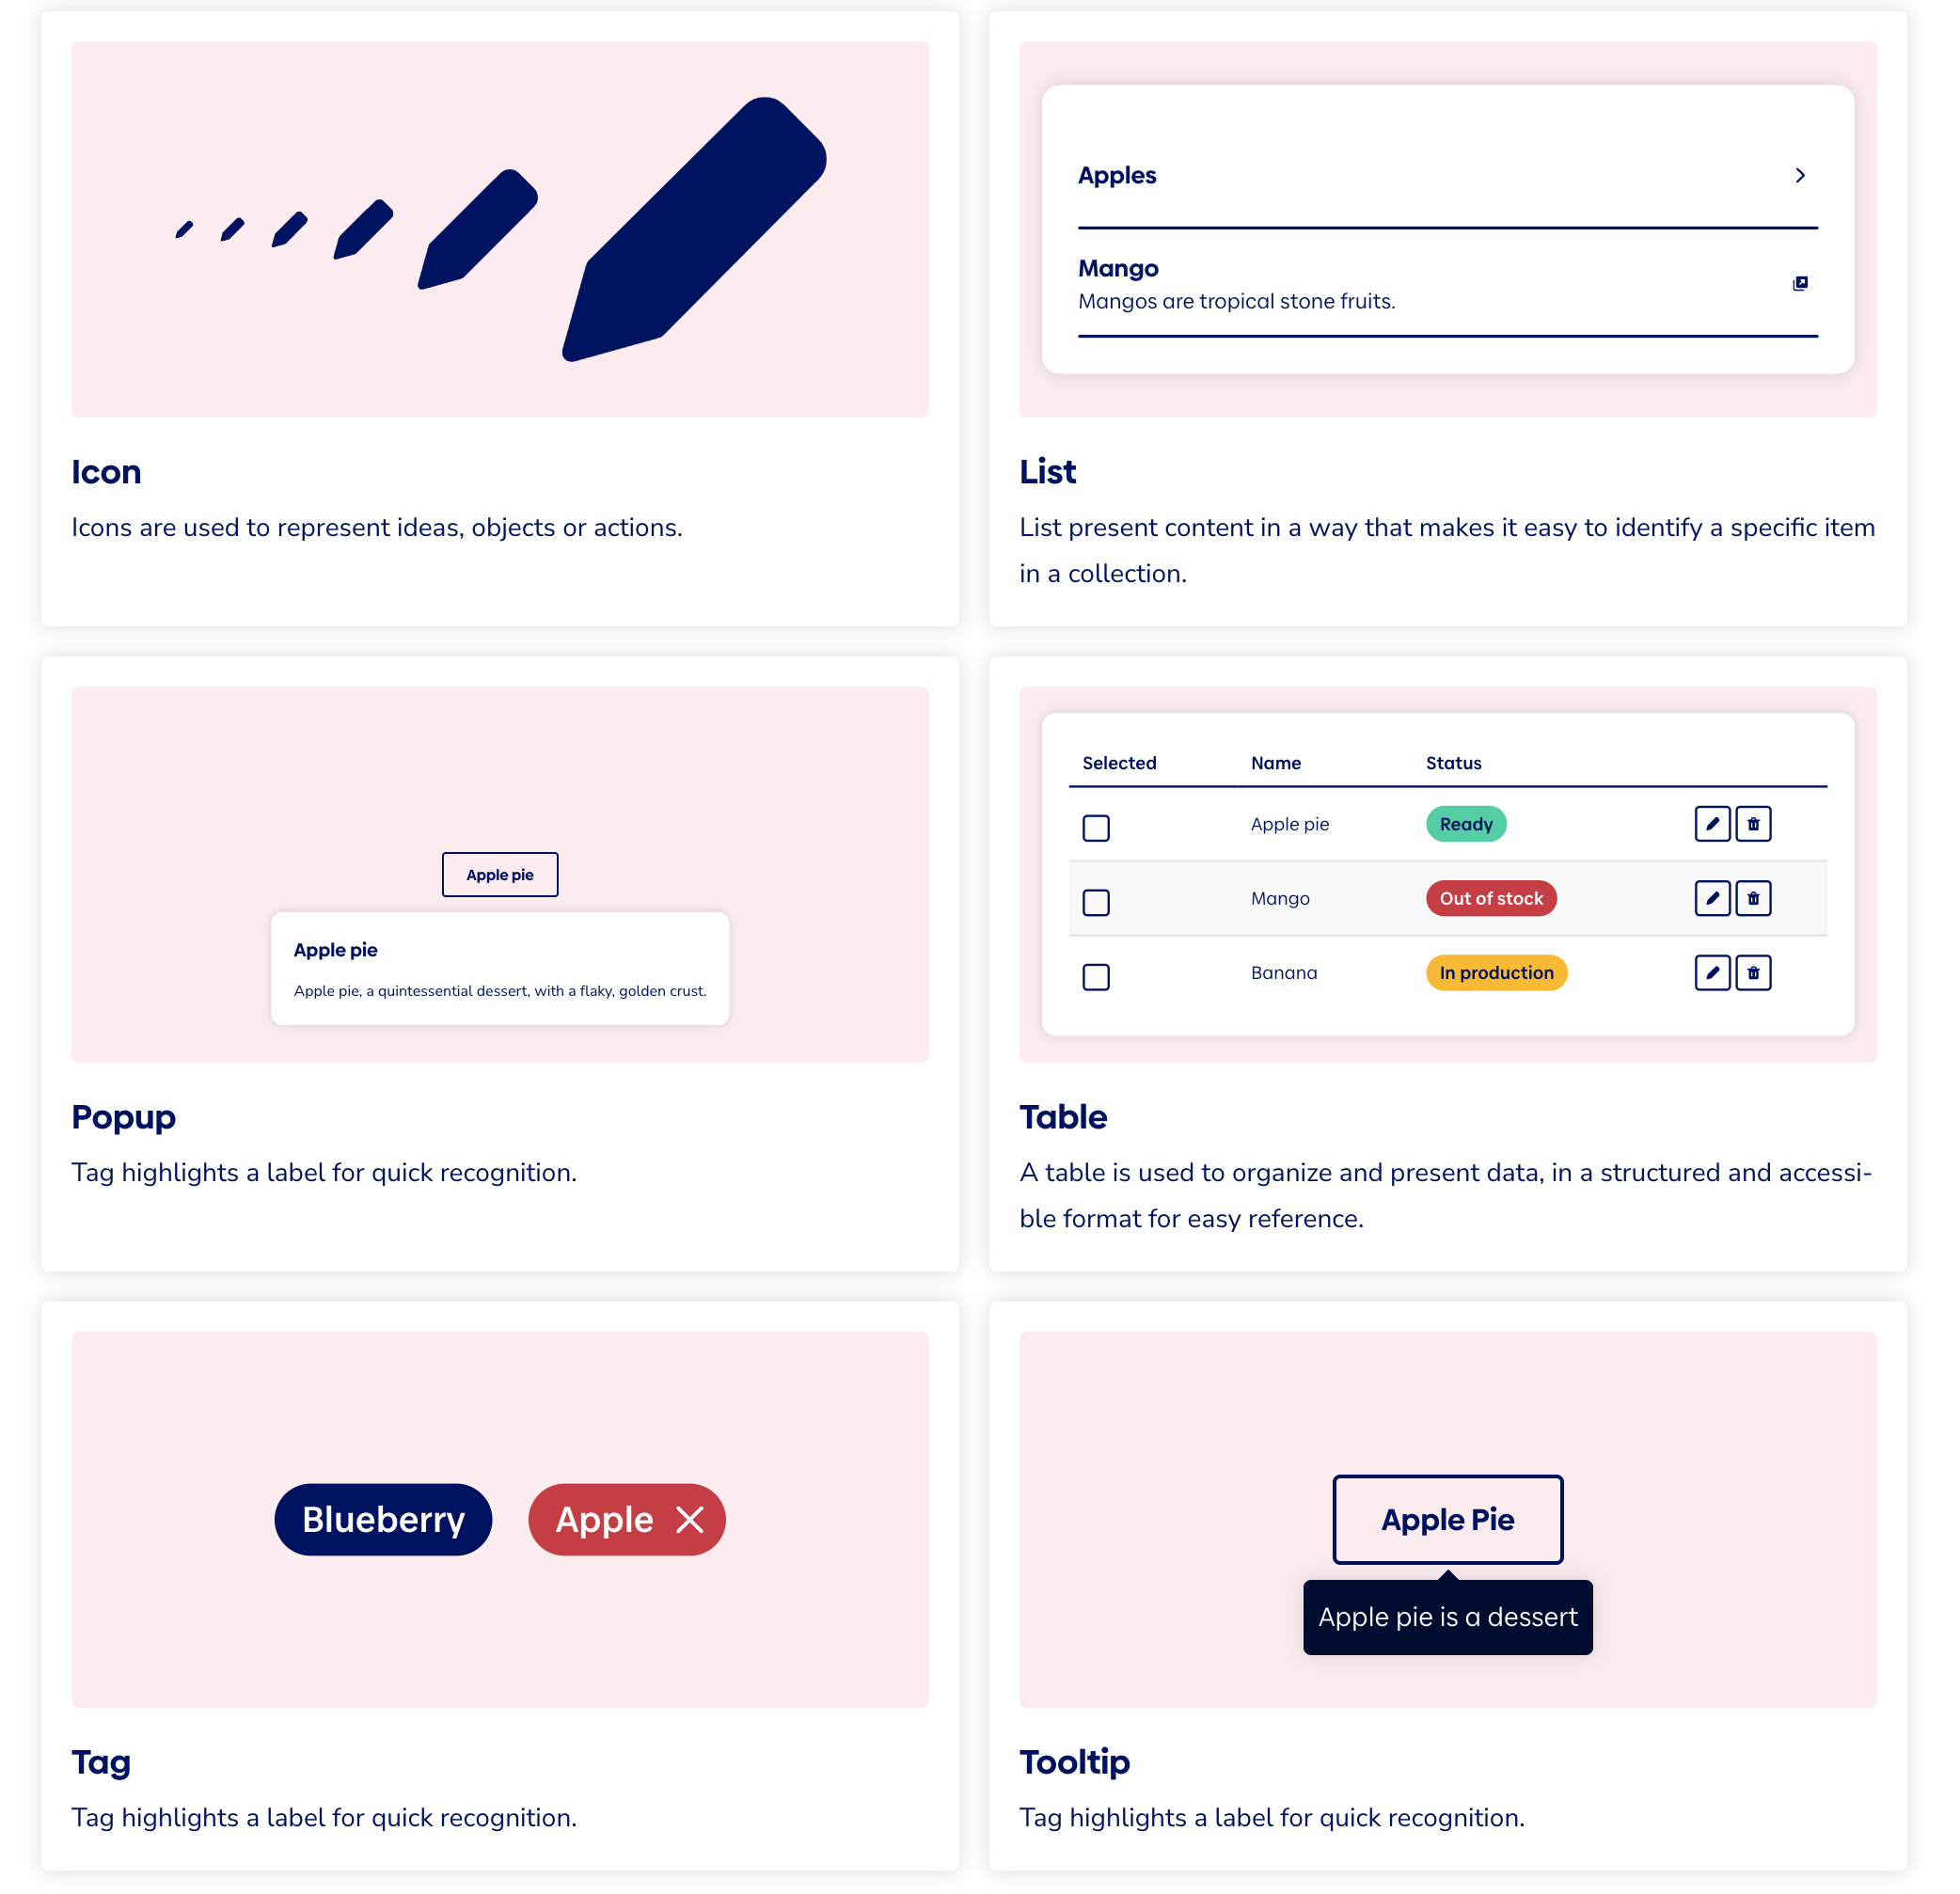 Icon
Icons are used to represent ideas, objects or actions.
Apples
Mango
Mangos are tropical stone fruits.
List
List present content in a way that makes it easy to identify a specific item
in a collection.
Apple pie
Apple pie
Apple pie, a quintessential dessert, with a flaky, golden crust.
Popup
Tag highlights a label for quick recognition.
Selected Name Status
Apple pie Ready
Mango Out of stock
Banana In production
Table
A table is used to organize and present data, in a structured and accessi-
ble format for easy reference.
Blueberry Apple
Tag
Tag highlights a label for quick recognition.
Apple Pie
Apple pie is a dessert
Tooltip
Tag highlights a label for quick recognition.